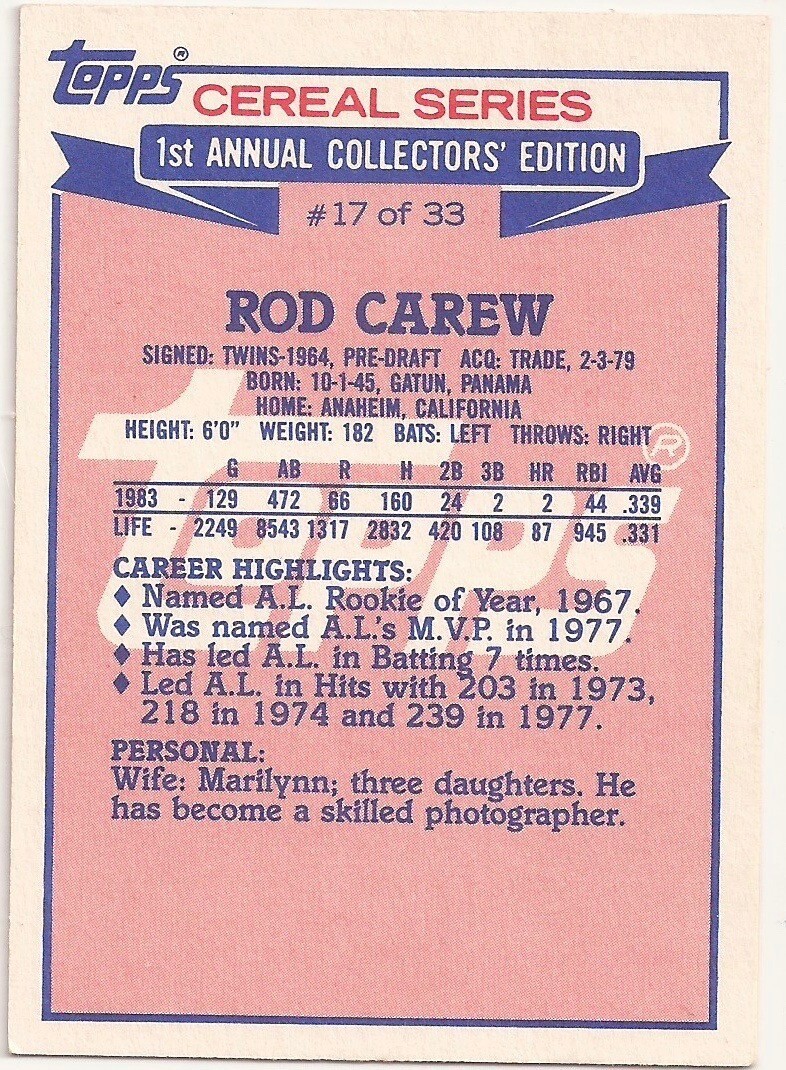 topps®
CEREAL SERIES
1st ANNUAL COLLECTORS' EDITION
#17 of 33
ROD CAREW
SIGNED: TWINS-1964, PRE-DRAFT ACQ: TRADE, 2-3-79
BORN: 10-1-45, GATUN, PANAMA
HOME: ANAHEIM, CALIFORNIA
HEIGHT: 6'0" WEIGHT: 182 BATS: LEFT THROWS: RIGHT
G AB R H 2B 3B HR RBI AVG
1983 - 129 472 66 160 24 2 2 44 .339
LIFE - 2249 8543 1317 2832 420 108 87 945 .331
topps®
CAREER HIGHLIGHTS:
♦ Named A.L. Rookie of Year, 1967.
♦ Was named A.L.'s M.V.P. in 1977.
♦ Has led A.L. in Batting 7 times.
♦ Led A.L. in Hits with 203 in 1973,
218 in 1974 and 239 in 1977.
PERSONAL:
Wife: Marilynn; three daughters. He
has become a skilled photographer.